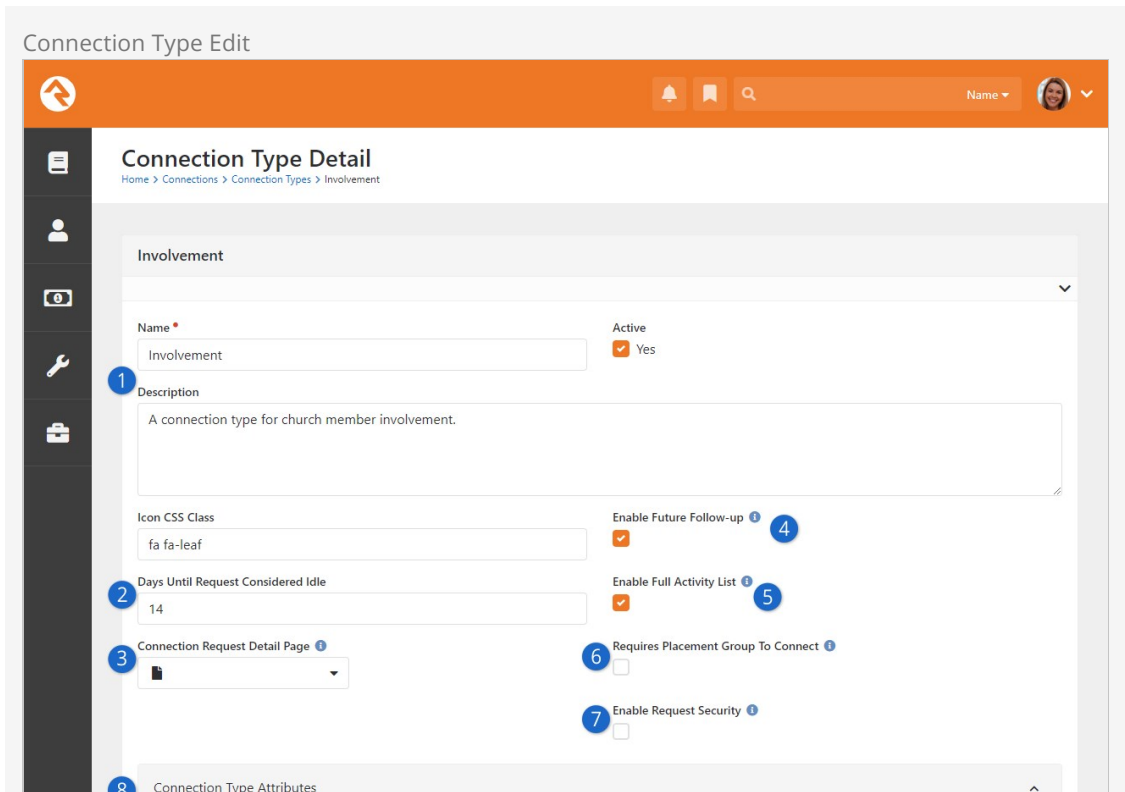 Connection Type Edit
Name
Connection Type Detail
Home > Connections > Connection Types > Involvement
Involvement
Name
Active
Involvement
Yes
1
Description
A connection type for church member involvement.
Icon CSS Class
Enable Future Follow-up
4
fa fa-leaf
2
Days Until Request Considered Idle
Enable Full Activity List
5
14
3
Connection Request Detail Page
6
Requires Placement Group To Connect
7
Enable Request Security
8
Connection Type Attributes